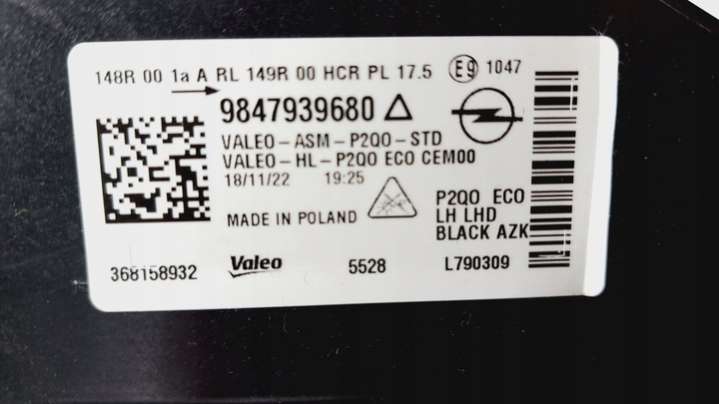 148R 00 1a A RL 149R 00 HCR PL 17.5 E9 1047
9847939680
VALEO-ASM-P2Q0-STD
VALEO-HL-P2Q0 ECO CEM00
18/11/22 19:25
P2Q0 ECO
LH LHD
BLACK AZK
MADE IN POLAND
368158932 Valeo 5528 L790309